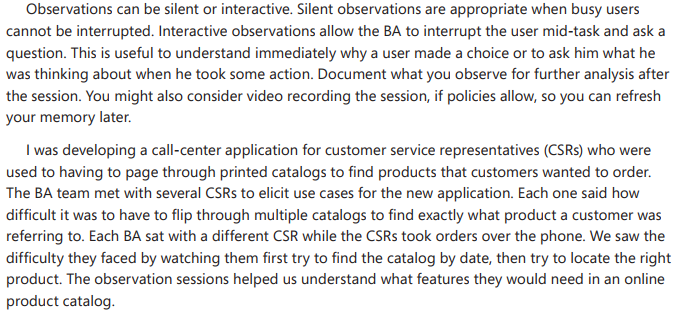 Observations can be silent or interactive. Silent observations are appropriate when busy users
cannot be interrupted. Interactive observations allow the BA to interrupt the user mid-task and ask a
question. This is useful to understand immediately why a user made a choice or to ask him what he
was thinking about when he took some action. Document what you observe for further analysis after
the session. You might also consider video recording the session, if policies allow, so you can refresh
your memory later.
I was developing a call-center application for customer service representatives (CSRs) who were
used to having to page through printed catalogs to find products that customers wanted to order.
The BA team met with several CSRs to elicit use cases for the new application. Each one said how
difficult it was to have to flip through multiple catalogs to find exactly what product a customer was
referring to. Each BA sat with a different CSR while the CSRs took orders over the phone. We saw the
difficulty they faced by watching them first try to find the catalog by date, then try to locate the right
product. The observation sessions helped us understand what features they would need in an online
product catalog.